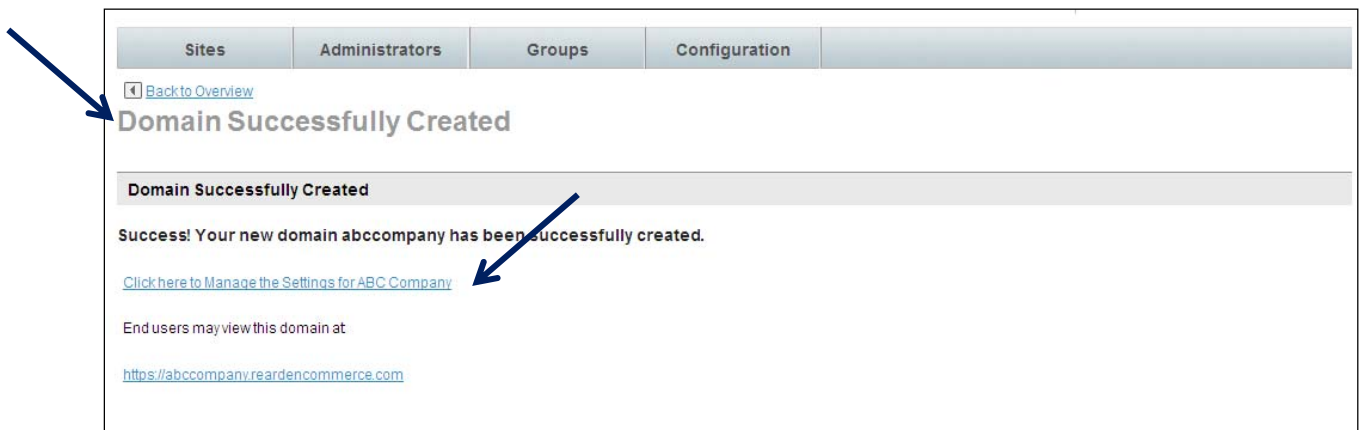 Sites Administrators Groups Configuration
Back to Overview
Domain Successfully Created
Domain Successfully Created
Success! Your new domain abccompany has been successfully created.
Click here to Manage the Settings for ABC Company
End users may view this domain at
https://abccompany.reardencommerce.com